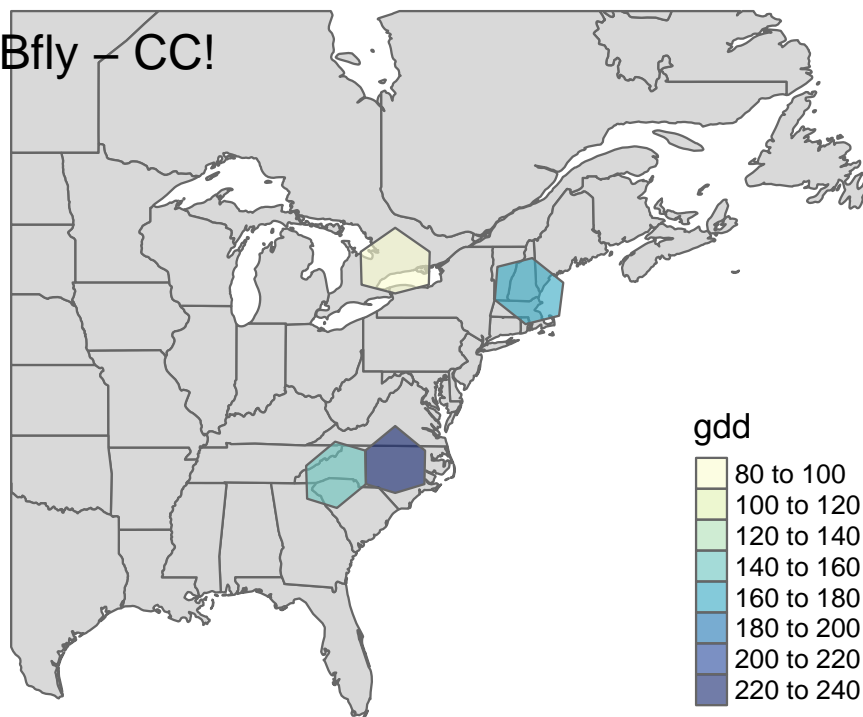 Bfly – CC!
gdd
80 to 100
100 to 120
120 to 140
140 to 160
160 to 180
180 to 200
200 to 220
220 to 240